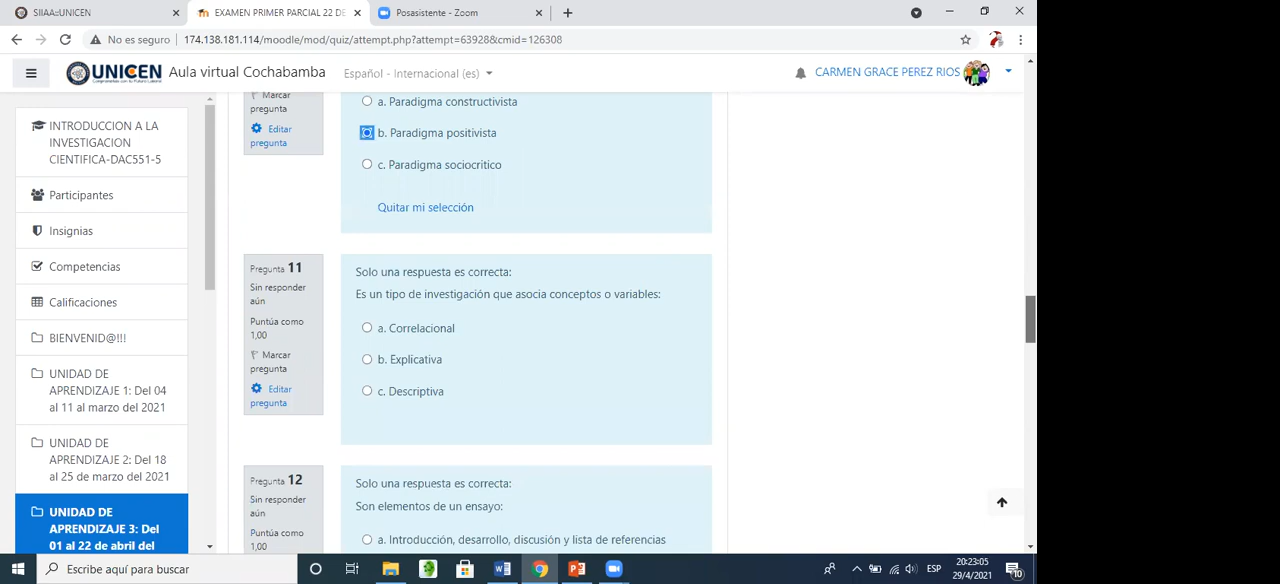 SIIAA::UNICEN
EXAMEN PRIMER PARCIAL 22 DE
Posasistente - Zoom
No es seguro
174.138.181.114/moodle/mod/quiz/attempt.php?attempt=63928&cmid=126308
UNICEN
Aula virtual Cochabamba
Español - Internacional (es)
CARMEN GRACE PEREZ RIOS
INTRODUCCION A LA
INVESTIGACION
CIENTIFICA-DAC551-5
Participantes
Insignias
Competencias
Calificaciones
BIENVENID@!!!
UNIDAD DE
APRENDIZAJE 1: Del 04
al 11 al marzo del 2021
UNIDAD DE
APRENDIZAJE 2: Del 18
al 25 de marzo del 2021
UNIDAD DE
APRENDIZAJE 3: Del
01 al 22 de abril del
Marcar
pregunta
Editar
pregunta
a. Paradigma constructivista
b. Paradigma positivista
c. Paradigma sociocritico
Quitar mi selección
Pregunta 11
Sin responder
aún
Puntúa como
1,00
Marcar
pregunta
Editar
pregunta
Solo una respuesta es correcta:
Es un tipo de investigación que asocia conceptos o variables:
a. Correlacional
b. Explicativa
c. Descriptiva
Pregunta 12
Sin responder
aún
Puntúa como
1,00
Solo una respuesta es correcta:
Son elementos de un ensayo:
a. Introducción, desarrollo, discusión y lista de referencias
Escribe aquí para buscar
ESP
20:23:05
29/4/2021
10